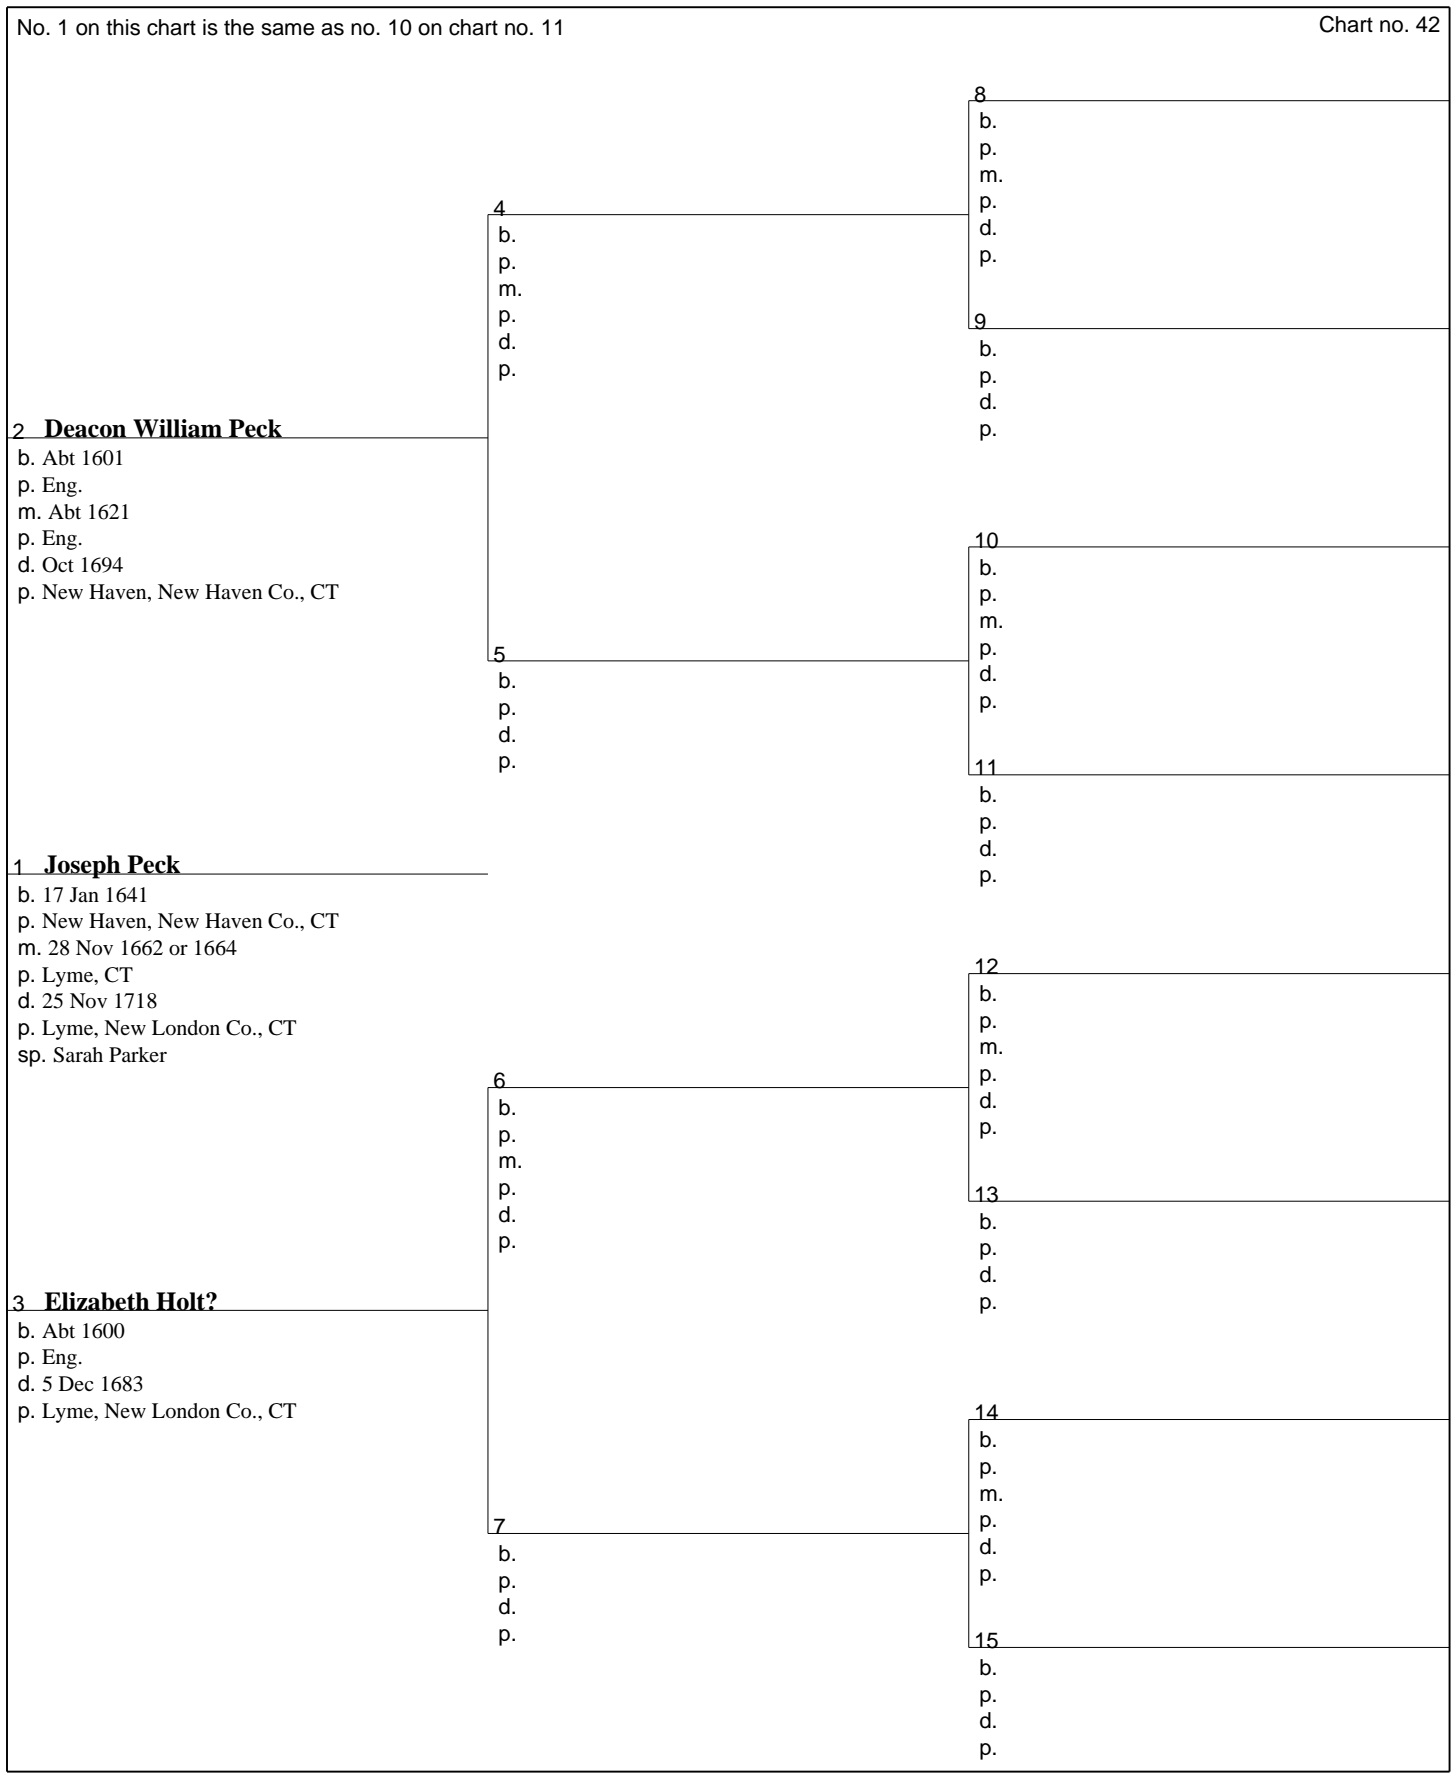 No. 1 on this chart is the same as no. 10 on chart no. 11
Chart no. 42
8
b.
p.
m.
p.
d.
p.
4
b.
p.
m.
p.
d.
p.
9
b.
p.
d.
p.
2 Deacon William Peck
b. Abt 1601
p. Eng.
m. Abt 1621
p. Eng.
d. Oct 1694
p. New Haven, New Haven Co., CT
10
b.
p.
m.
p.
d.
p.
5
b.
p.
d.
p.
11
b.
p.
d.
p.
1 Joseph Peck
b. 17 Jan 1641
p. New Haven, New Haven Co., CT
m. 28 Nov 1662 or 1664
p. Lyme, CT
d. 25 Nov 1718
p. Lyme, New London Co., CT
sp. Sarah Parker
12
b.
p.
m.
p.
d.
p.
6
b.
p.
m.
p.
d.
p.
13
b.
p.
d.
p.
3 Elizabeth Holt?
b. Abt 1600
p. Eng.
d. 5 Dec 1683
p. Lyme, New London Co., CT
14
b.
p.
m.
p.
d.
p.
7
b.
p.
d.
p.
15
b.
p.
d.
p.